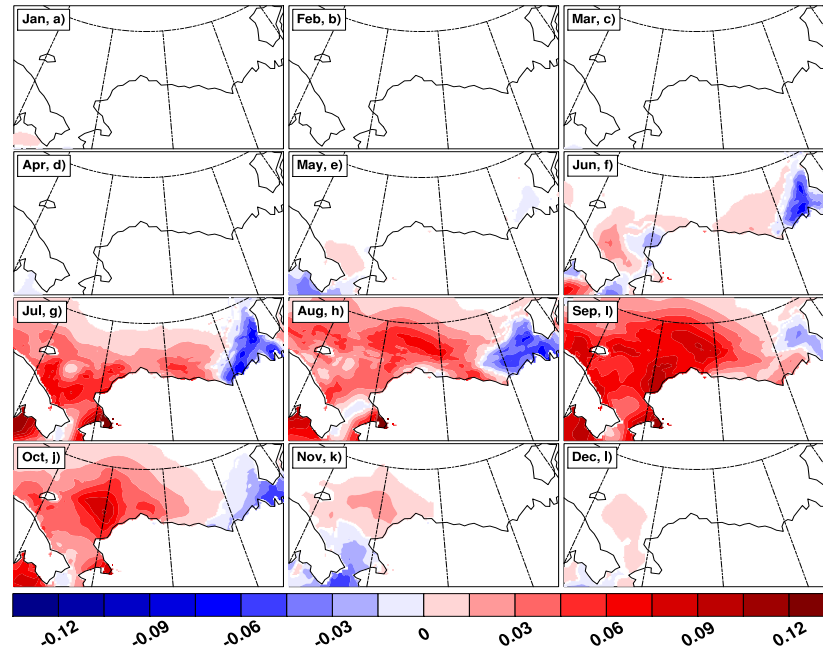 Jan, a)
Feb, b)
Mar, c)
Apr, d)
May, e)
Jun, f)
Jul, g)
Aug, h)
Sep, I)
Oct, j)
Nov, k)
Dec, l)
-0.12 -0.09 -0.06 -0.03 0 0.03 0.06 0.09 0.12